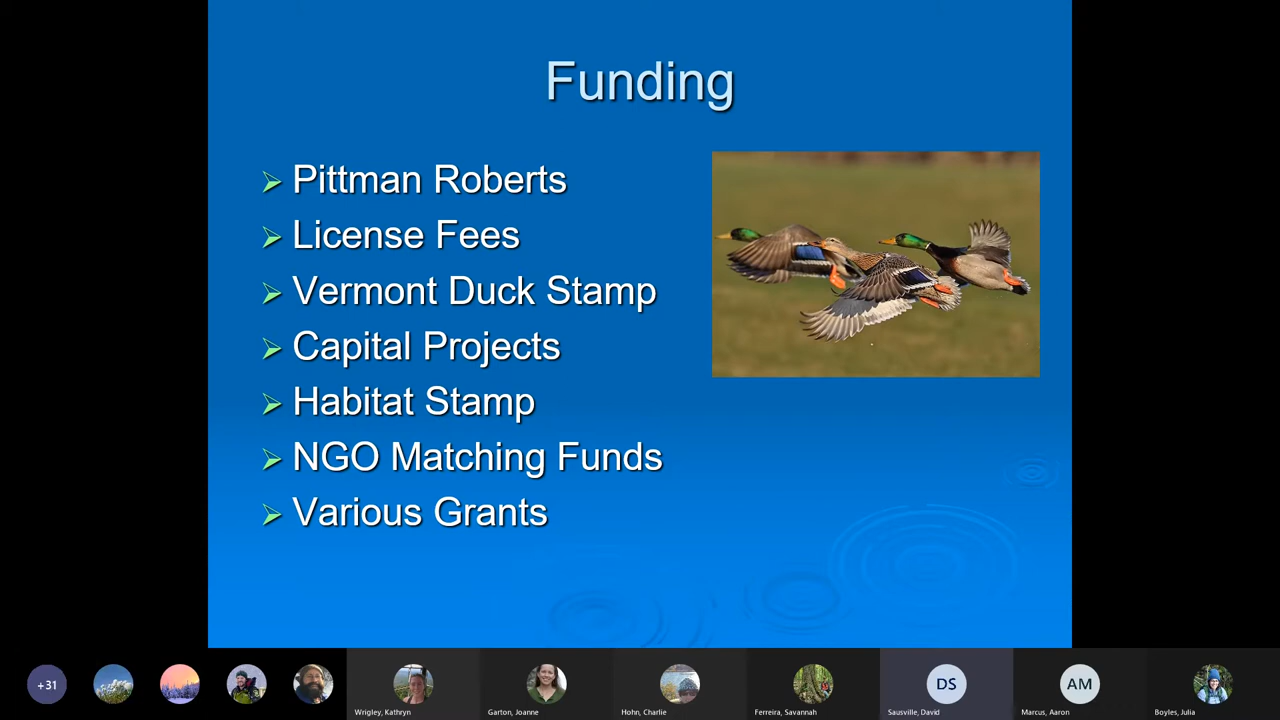 Funding
Pittman Roberts
License Fees
Vermont Duck Stamp
Capital Projects
Habitat Stamp
NGO Matching Funds
Various Grants
+31
DS
AM
Wrigley, Kathryn
Garton, Joanne
Hohn, Charlie
Ferreira, Savannah
Sausville, David
Marcus, Aaron
Boyles, Julia